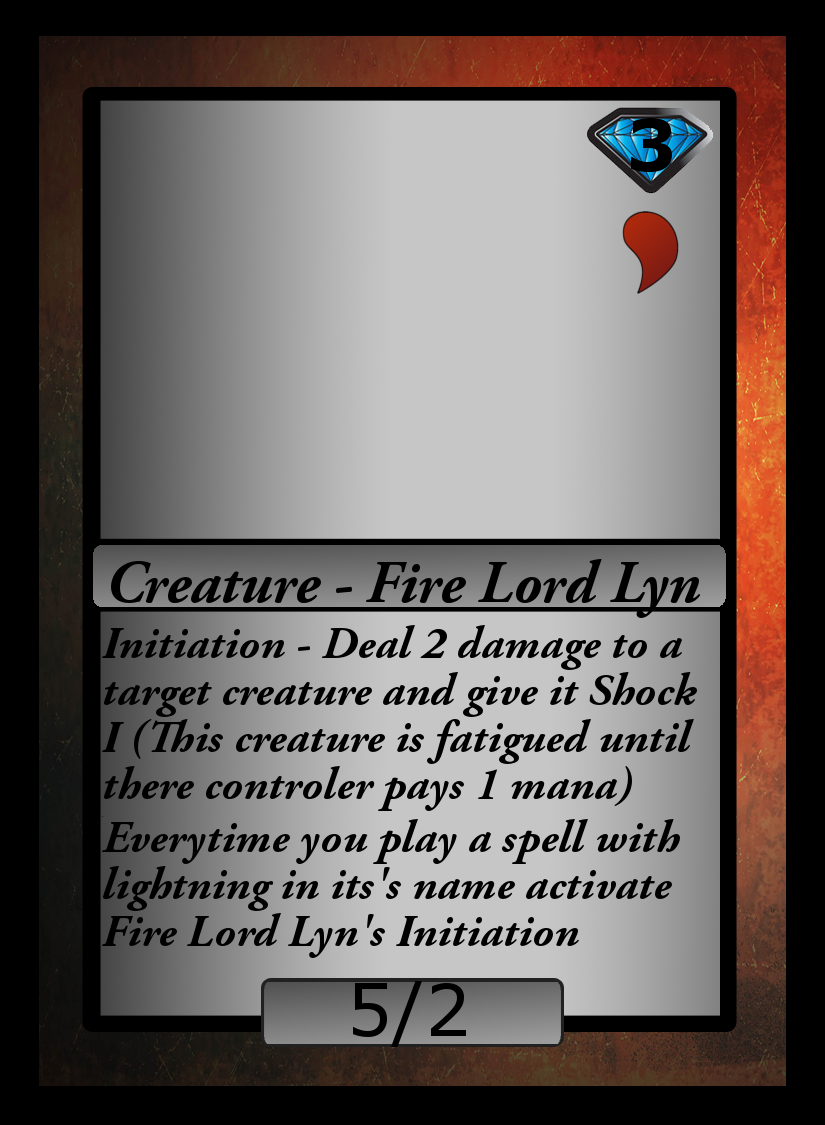 3
Creature - Fire Lord Lyn
Initiation - Deal 2 damage to a
target creature and give it Shock
I (This creature is fatigued until
there controler pays 1 mana)
Everytime you play a spell with
lightning in its's name activate
Fire Lord Lyn's Initiation
5/2